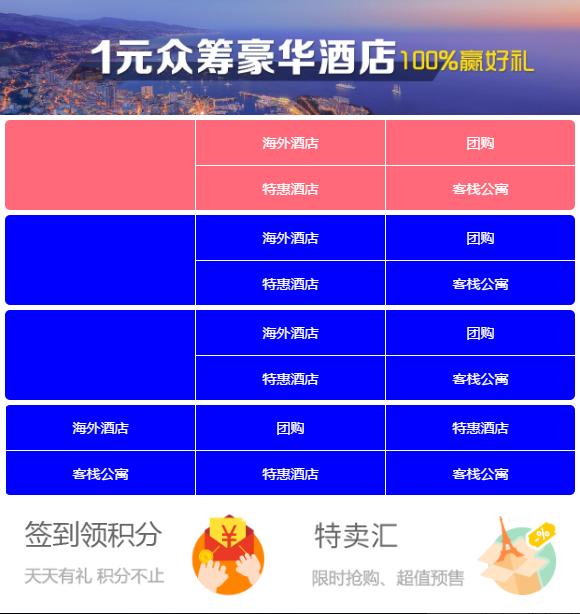 1元众筹豪华酒店 100%赢好礼
海外酒店 团购
特惠酒店 客栈公寓
海外酒店 团购
特惠酒店 客栈公寓
海外酒店 团购
特惠酒店 客栈公寓
海外酒店 团购 特惠酒店
客栈公寓 特惠酒店 客栈公寓
签到领积分 ¥ 特卖汇 %
天天有礼 积分不止 限时抢购、超值预售